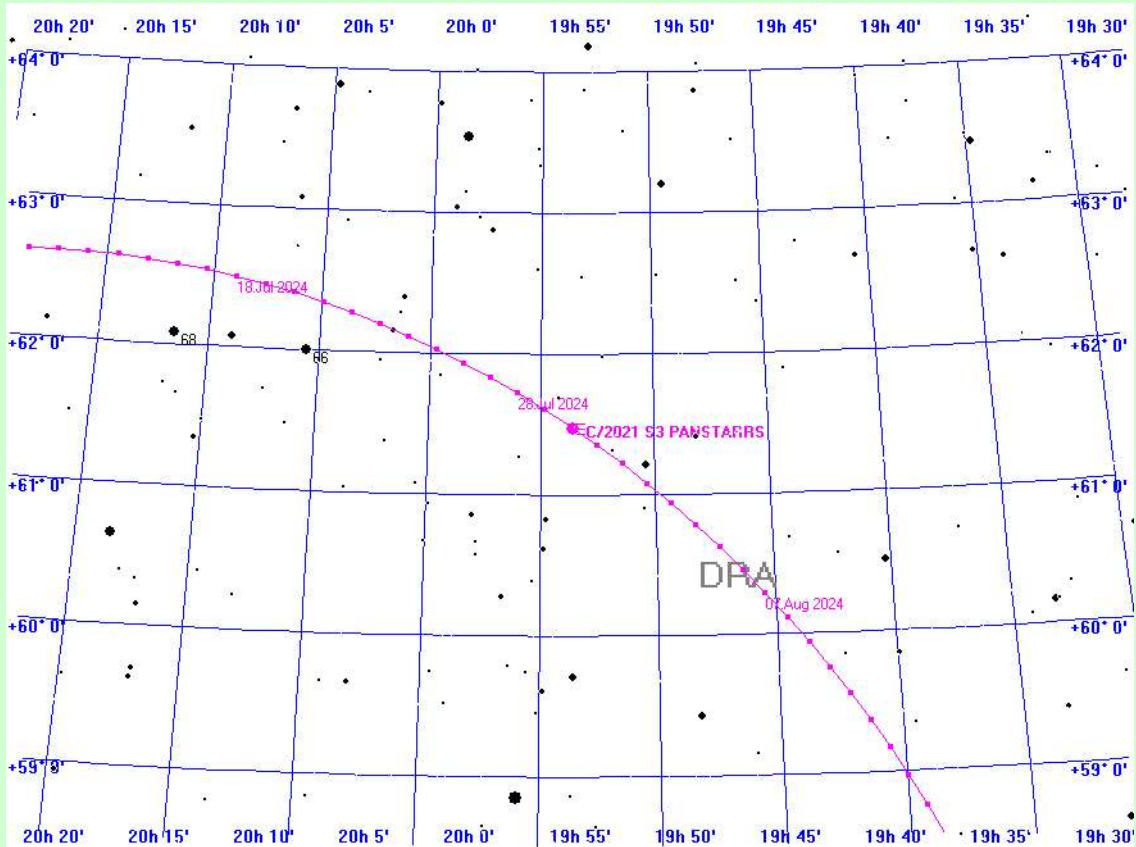 20h 20' 20h 15' 20h 10' 20h 5' 20h 0' 19h 55' 19h 50' 19h 45' 19h 40' 19h 35' 19h 30'
+64° 0' +64° 0'
+63° 0' +63° 0'
18.Jul 2024
68
+62° 0' 66 +62° 0'
28.Jul 2024
C/2021 S3 PANSTARRS
+61° 0' +61° 0'
DRA
07.Aug 2024
+60° 0' +60° 0'
+59° 0' +59° 0'
20h 20' 20h 15' 20h 10' 20h 5' 20h 0' 19h 55' 19h 50' 19h 45' 19h 40' 19h 35' 19h 30'